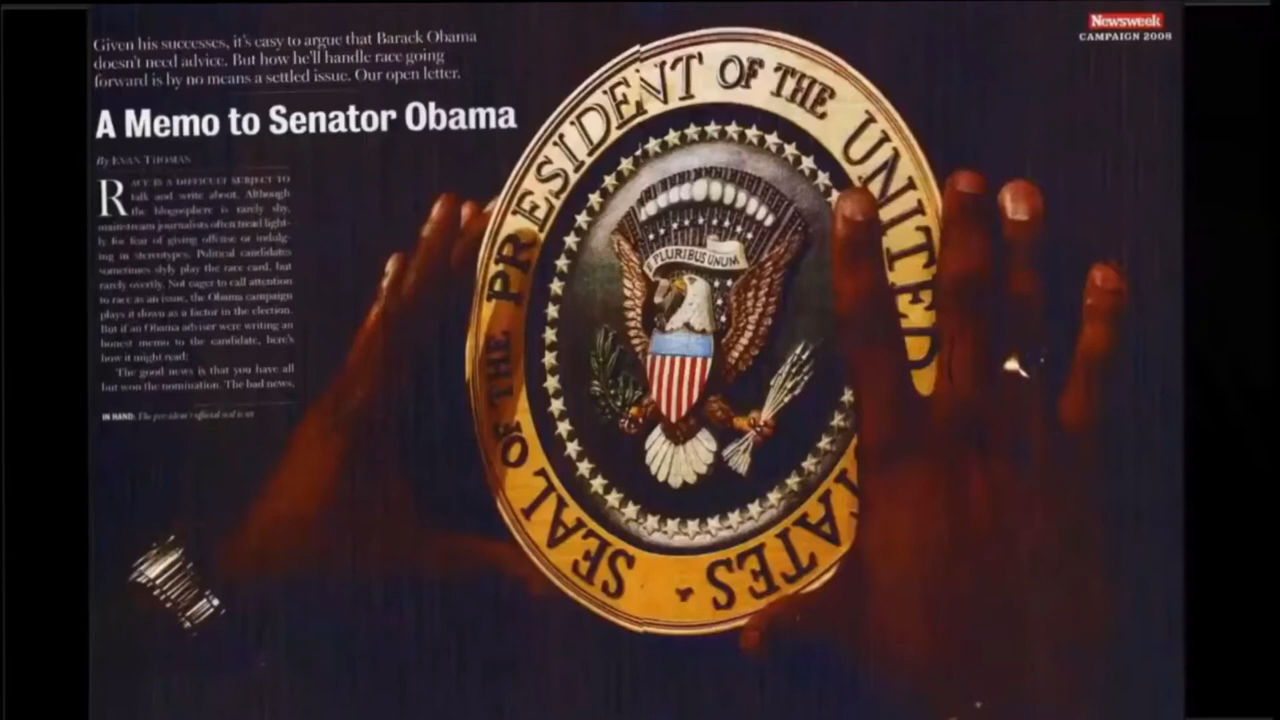 Newsweek
CAMPAIGN 2008
Given his successes, it's easy to argue that Barack Obama
doesn't need advice. But how he'll handle race going
forward is by no means a settled issue. Our open letter.
A Memo to Senator Obama
By EVAN THOMAS
RACE IS A DIFFICULT SUBJECT TO
talk and write about. Although
the blogosphere is rarely shy,
mainstream journalists often tread light-
ly for fear of giving offense or indulg-
ing in stereotypes. Political candidates
sometimes slyly play the race card, but
rarely overtly. Not eager to call attention
to race as an issue, the Obama campaign
plays it down as a factor in the election.
But if an Obama adviser were writing an
honest memo to the candidate, here's
how it might read:
The good news is that you have all
but won the nomination. The bad news,
IN HAND: The president's official seal is set
SEAL OF THE PRESIDENT OF THE UNITED STATES
E PLURIBUS UNUM